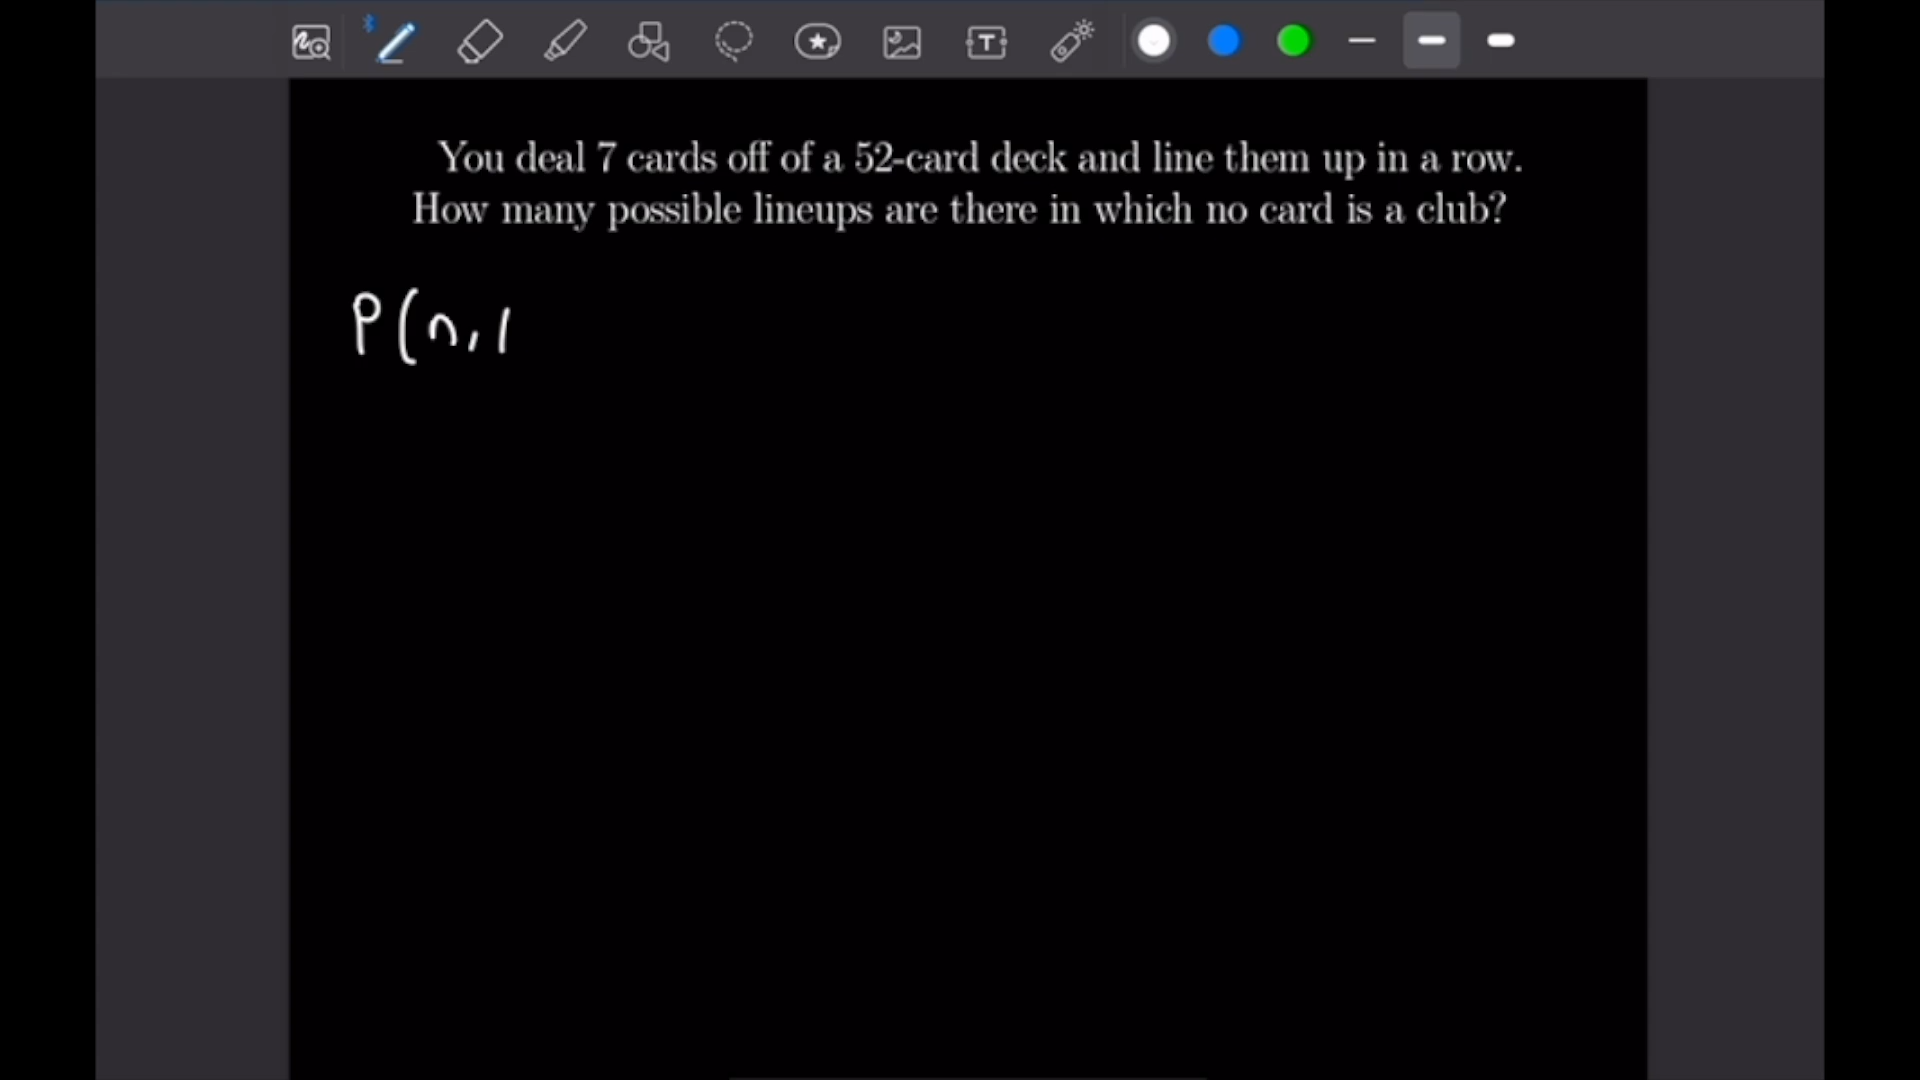 You deal 7 cards off of a 52-card deck and line them up in a row.
How many possible lineups are there in which no card is a club?
P(n,